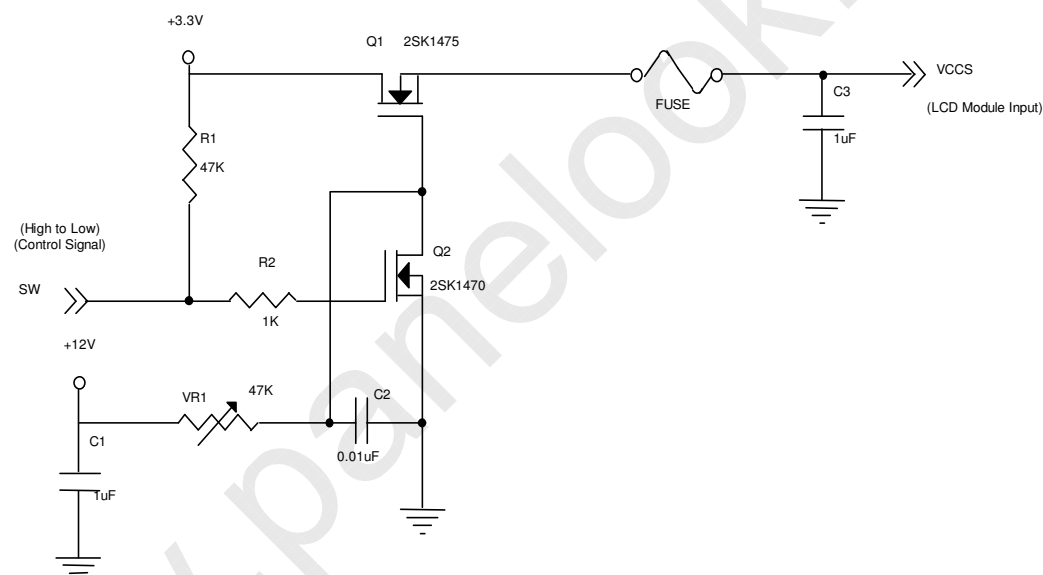 +3.3V
Q1 2SK1475
VCCS
FUSE
C3
(LCD Module Input)
1uF
R1
47K
(High to Low)
(Control Signal)
Q2
R2
SW
2SK1470
1K
+12V
47K
VR1
C2
C1
0.01uF
1uF
.panelook.